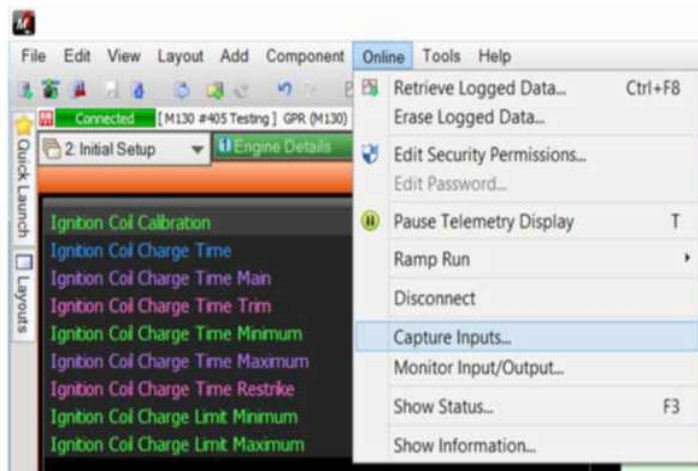 File Edit View Layout Add Component Online Tools Help
Connected [M130 #405 Testing] GPR (M130)
2: Initial Setup
1 Engine Details
Quick Launch
Layouts
Ignition Coil Calibration
Ignition Coil Charge Time
Ignition Coil Charge Time Main
Ignition Coil Charge Time Trim
Ignition Coil Charge Time Minimum
Ignition Coil Charge Time Maximum
Ignition Coil Charge Time Restrike
Ignition Coil Charge Limit Minimum
Ignition Coil Charge Limit Maximum
Retrieve Logged Data... Ctrl+F8
Erase Logged Data...
Edit Security Permissions...
Edit Password...
Pause Telemetry Display T
Ramp Run
Disconnect
Capture Inputs...
Monitor Input/Output...
Show Status... F3
Show Information...